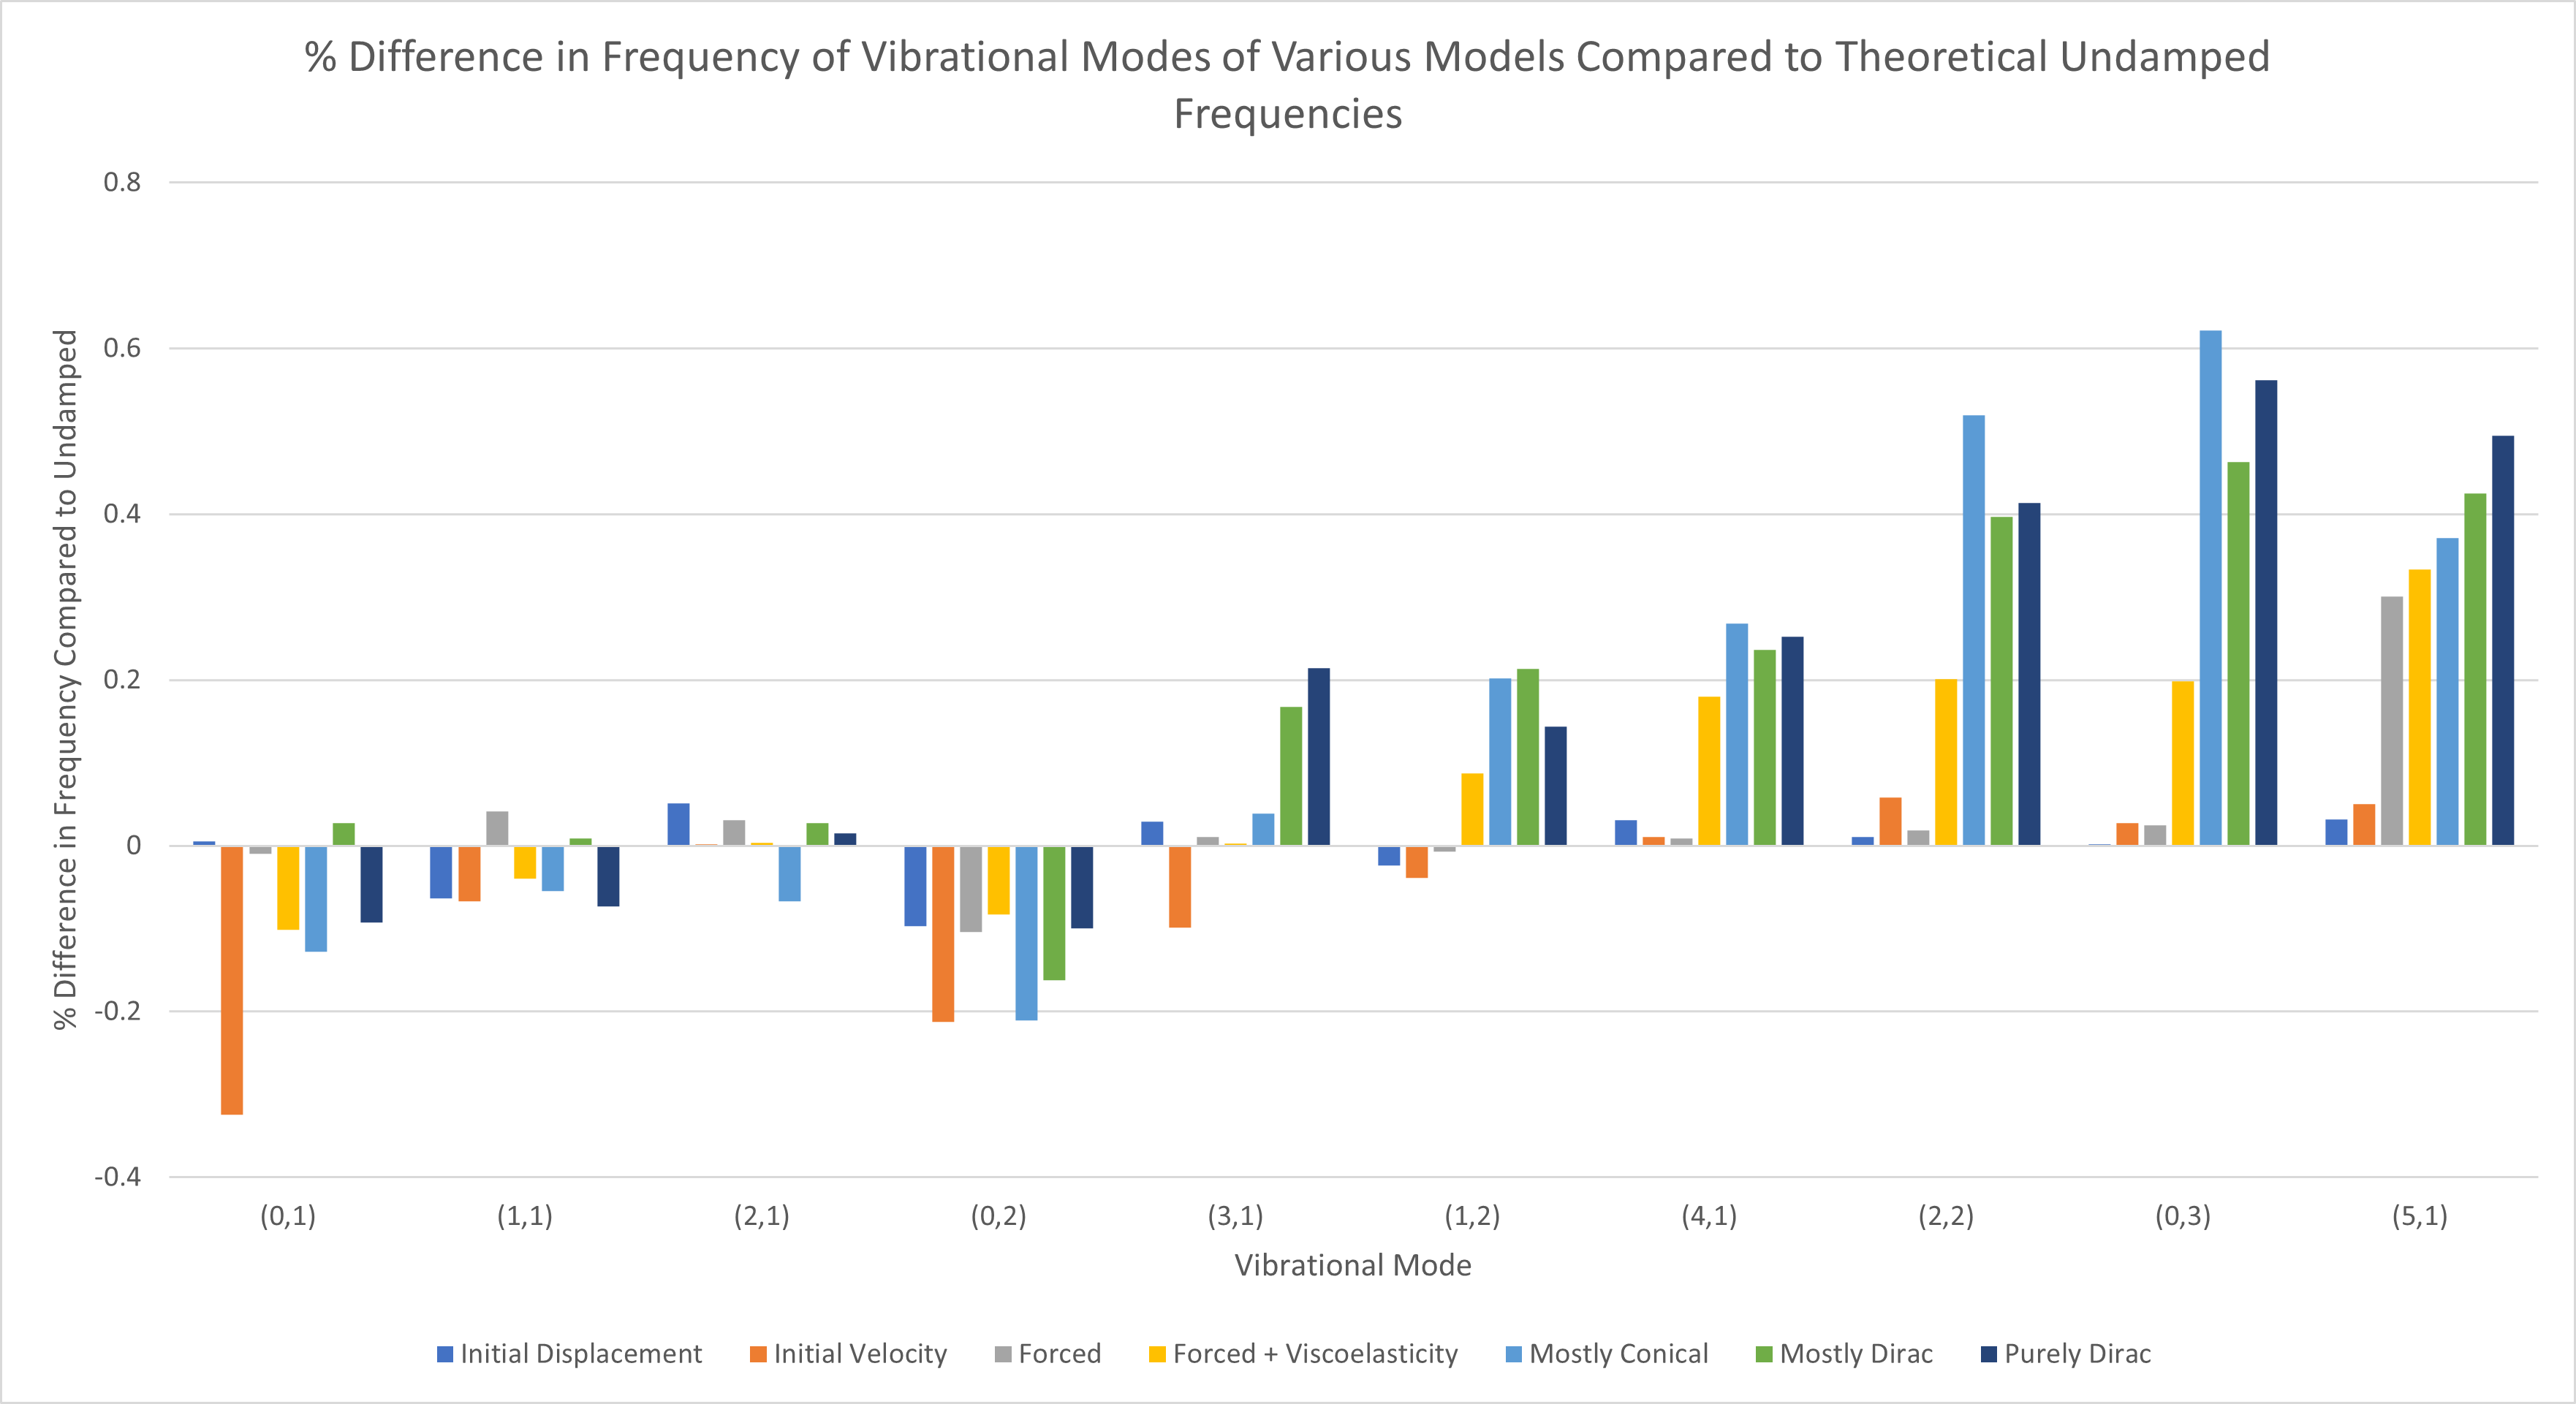 % Difference in Frequency of Vibrational Modes of Various Models Compared to Theoretical Undamped
Frequencies
% Difference in Frequency Compared to Undamped
0.8
0.6
0.4
0.2
0
-0.2
-0.4
(0,1) (1,1) (2,1) (0,2) (3,1) (1,2) (4,1) (2,2) (0,3) (5,1)
Vibrational Mode
Initial Displacement Initial Velocity Forced Forced + Viscoelasticity Mostly Conical Mostly Dirac Purely Dirac